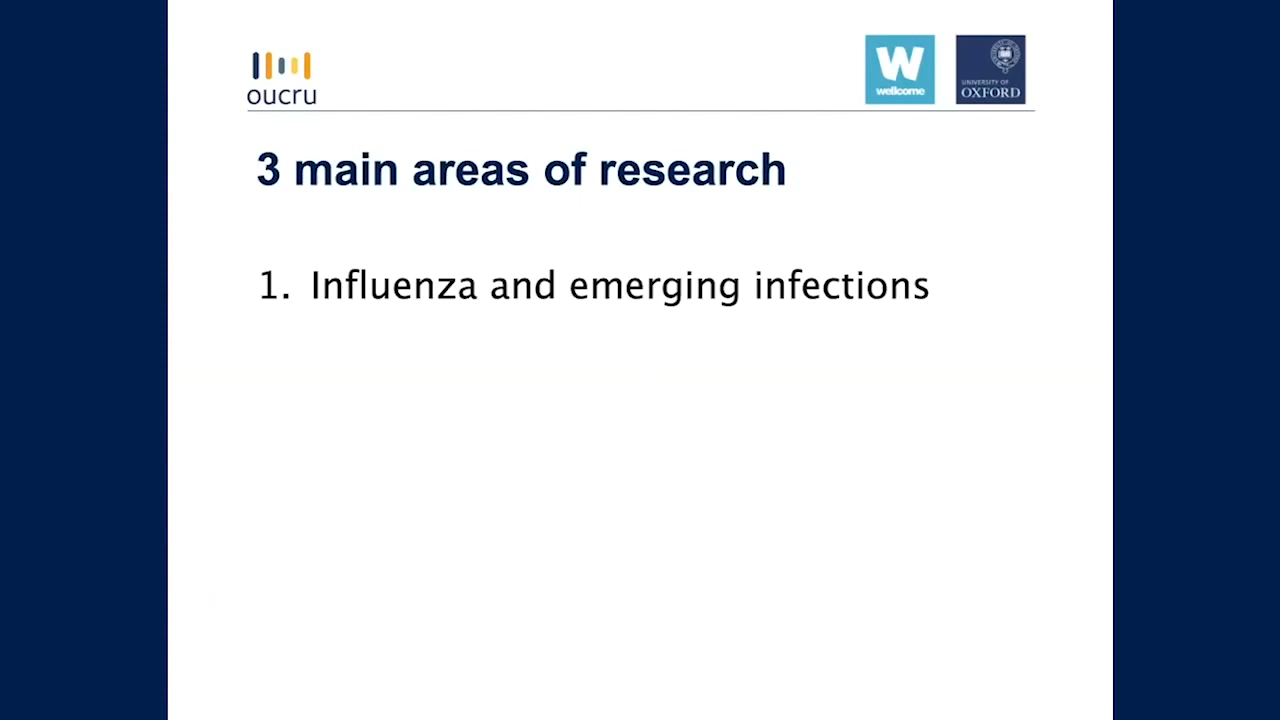 oucru
wellcome
UNIVERSITY OF
OXFORD
3 main areas of research
1. Influenza and emerging infections